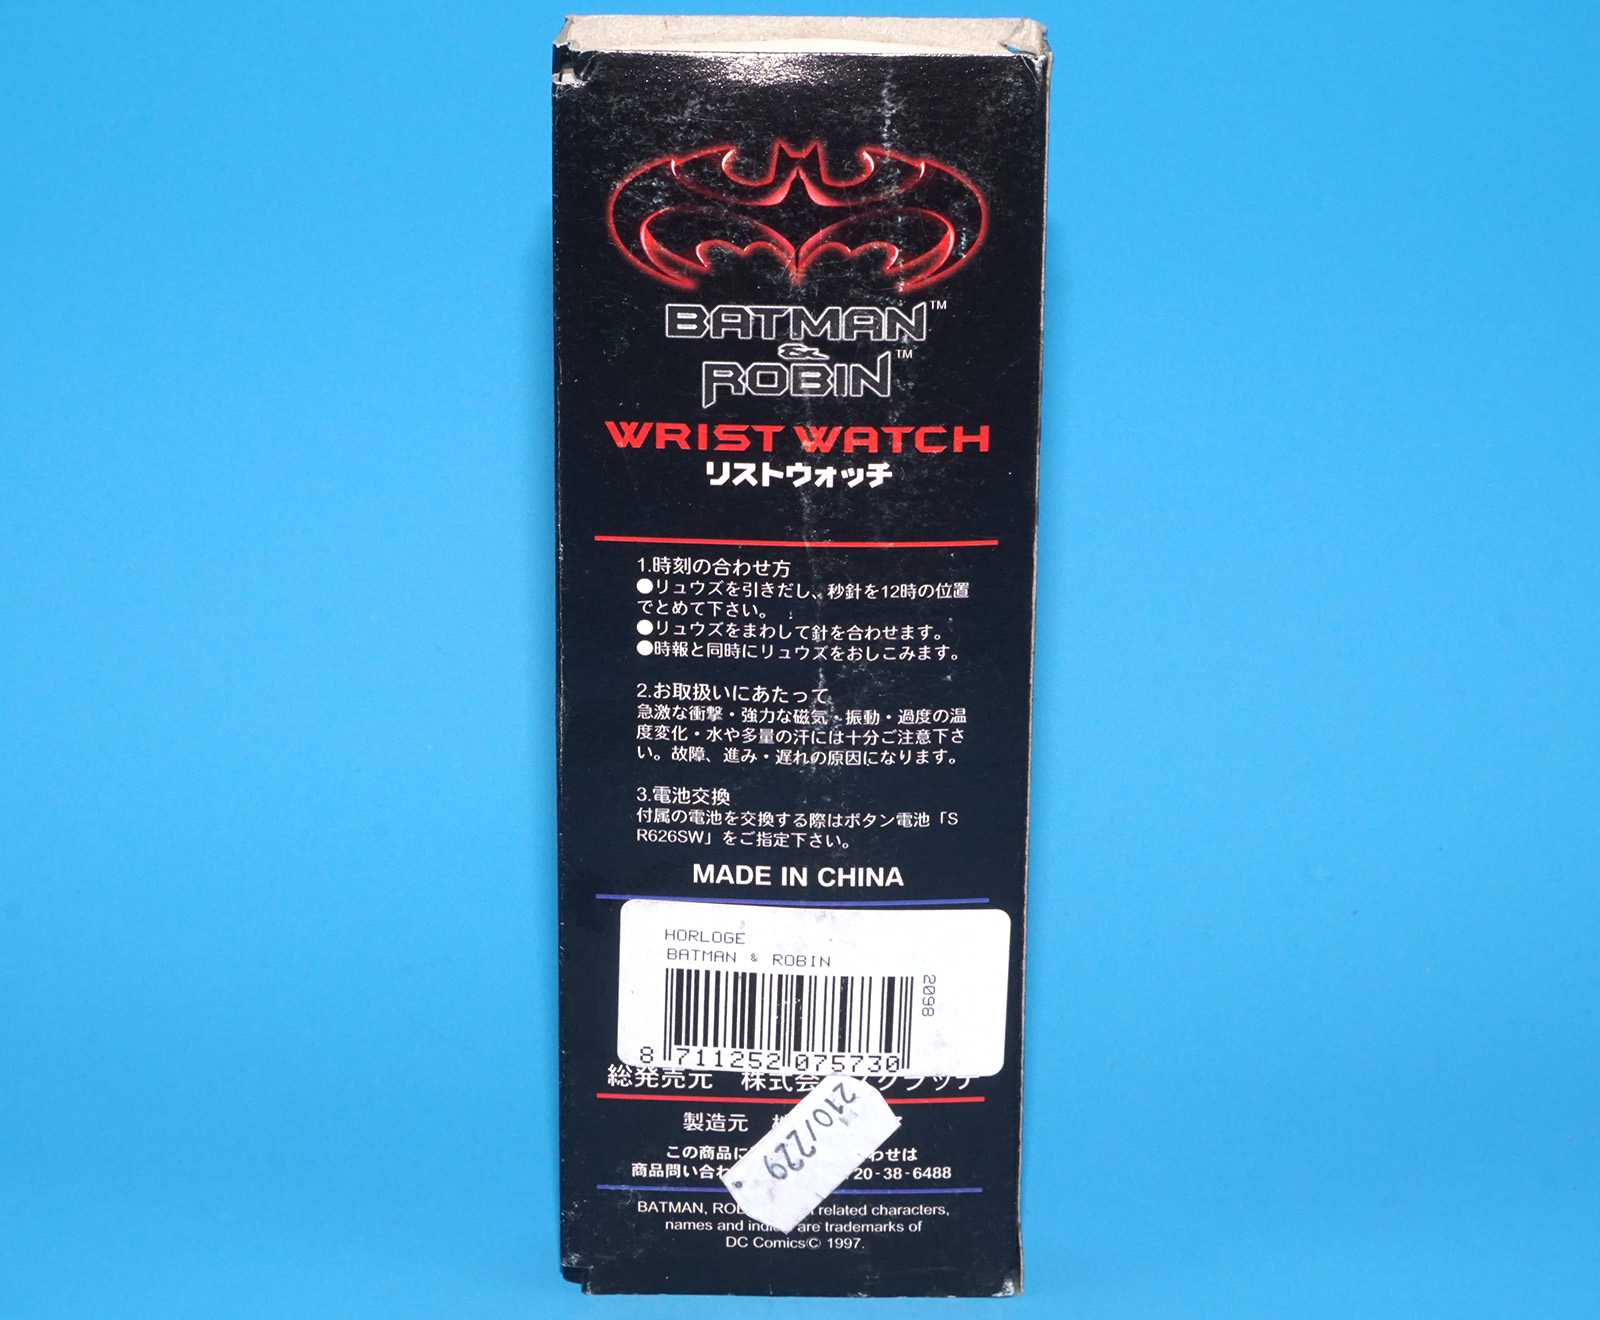 BATMAN™
&
ROBIN™
WRIST WATCH
リストウォッチ
1.時刻の合わせ方
●リュウズを引きだし、秒針を12時の位置
でとめて下さい。
●リュウズをまわして針を合わせます。
●時報と同時にリュウズをおしこみます。
2.お取扱いにあたって
急激な衝撃・強力な磁気・振動・過度の温
度変化・水や多量の汗には十分ご注意下さ
い。故障、進み・遅れの原因になります。
3.電池交換
付属の電池を交換する際はボタン電池「S
R626SW」をご指定下さい。
MADE IN CHINA
HORLOGE
BATMAN & ROBIN
2098
8 711252 075730
総発売元 株式会
210/229
製造元
この商品に わせは
商品問い合わ 20-38-6488
BATMAN, related characters,
names and are trademarks of
DC Comics© 1997.